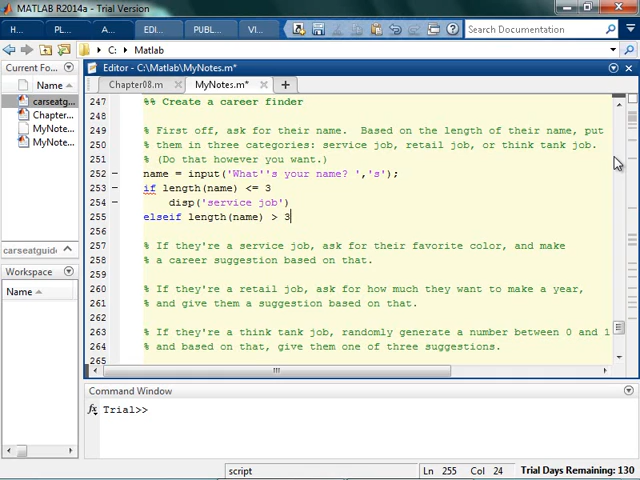 MATLAB R2014a - Trial Version
H... P... A... EDI... PUBL... VI... Search Documentation
C: Matlab
Current Fo...
Editor - C:\Matlab\MyNotes.m*
Name
Chapter08.m MyNotes.m*
carseatg...
Chapter...
MyNote...
MyNote...
247 %% Create a career finder
248
249 % First off, ask for their name.  Based on the length of their name, put
250 % them in three categories: service job, retail job, or think tank job.
251 % (Do that however you want.)
252 name = input('What''s your name? ','s');
253 if length(name) <= 3
254 disp('service job')
255 elseif length(name) > 3
256
257 % If they're a service job, ask for their favorite color, and make
258 % a career suggestion based on that.
259
260 % If they're a retail job, ask for how much they want to make a year,
261 % and give them a suggestion based on that.
262
263 % If they're a think tank job, randomly generate a number between 0 and 1
264 % and based on that, give them one of three suggestions.
265
carseatguid...
Workspace
Name
Command Window
fx Trial>>
script Ln 255 Col 24 Trial Days Remaining: 130